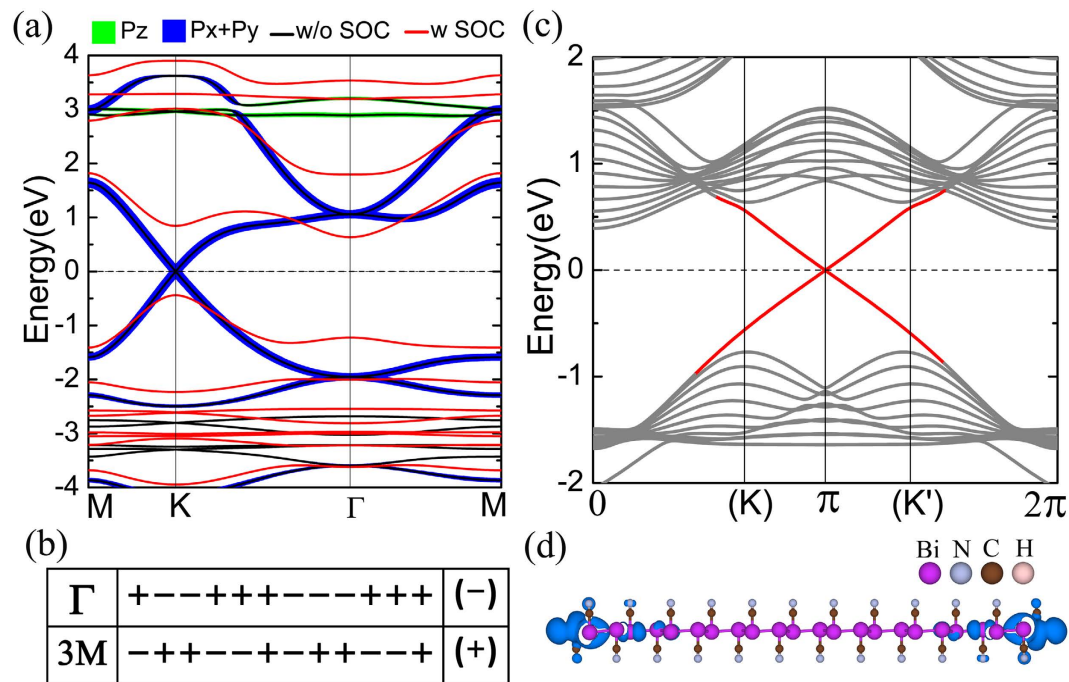 (a)
Pz Px+Py w/o SOC w SOC
Energy(eV)
4
3
2
1
0
-1
-2
-3
-4
M K Γ M
(b)
Γ +−−+++−−−+++ (−)
3M −++−−+−++−−+ (+)
(c)
Energy(eV)
2
1
0
-1
-2
0 (K) π (K') 2π
(d)
Bi N C H